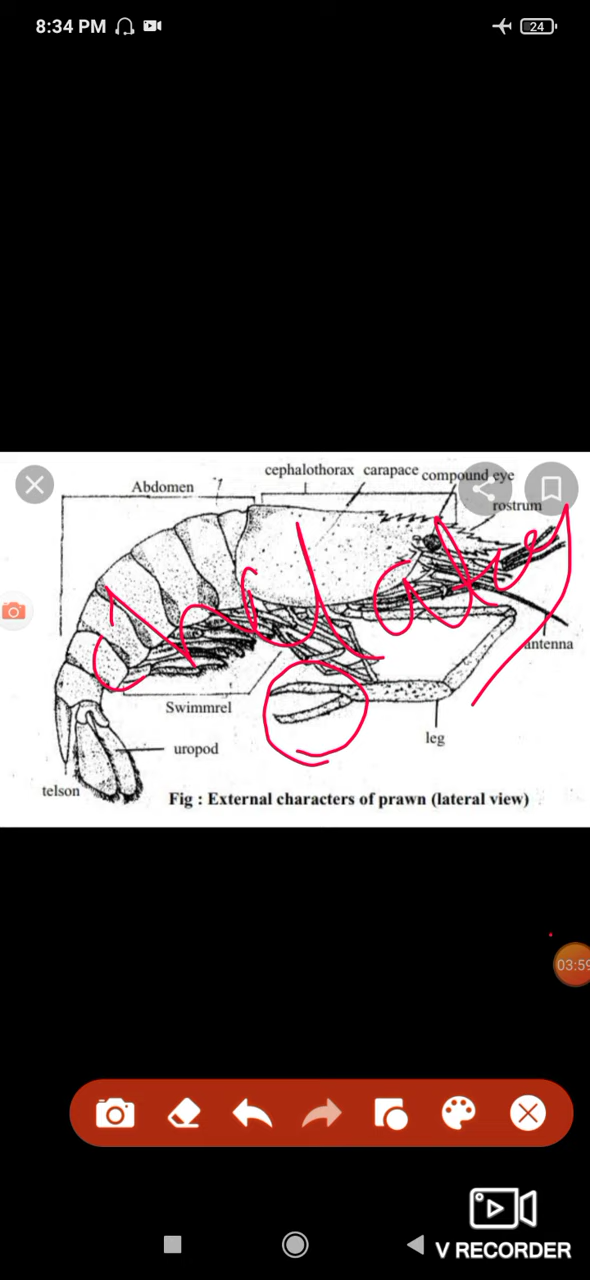 8:34 PM
24
cephalothorax carapace compound eye
Abdomen
rostrum
(Chelate)
antenna
Swimmrel
leg
uropod
telson
Fig : External characters of prawn (lateral view)
03:59
V RECORDER